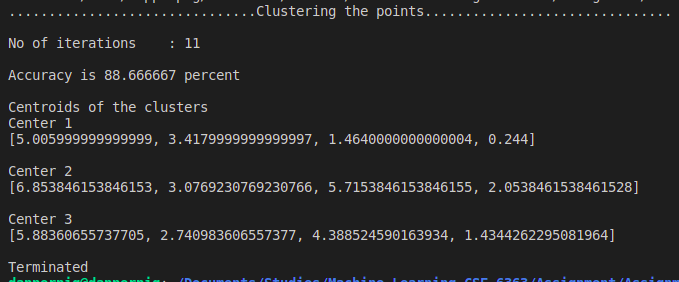 ...............................Clustering the points...............................
No of iterations    : 11
Accuracy is 88.666667 percent
Centroids of the clusters
Center 1
[5.005999999999999, 3.4179999999999997, 1.4640000000000004, 0.244]
Center 2
[6.853846153846153, 3.0769230769230766, 5.7153846153846155, 2.0538461538461528]
Center 3
[5.88360655737705, 2.740983606557377, 4.388524590163934, 1.4344262295081964]
Terminated